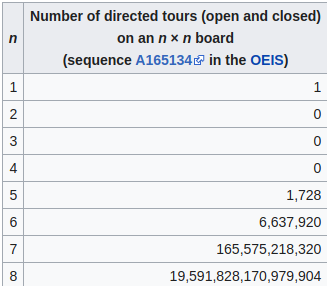 n
Number of directed tours (open and closed)
on an n × n board
(sequence A165134 in the OEIS)
1 1
2 0
3 0
4 0
5 1,728
6 6,637,920
7 165,575,218,320
8 19,591,828,170,979,904